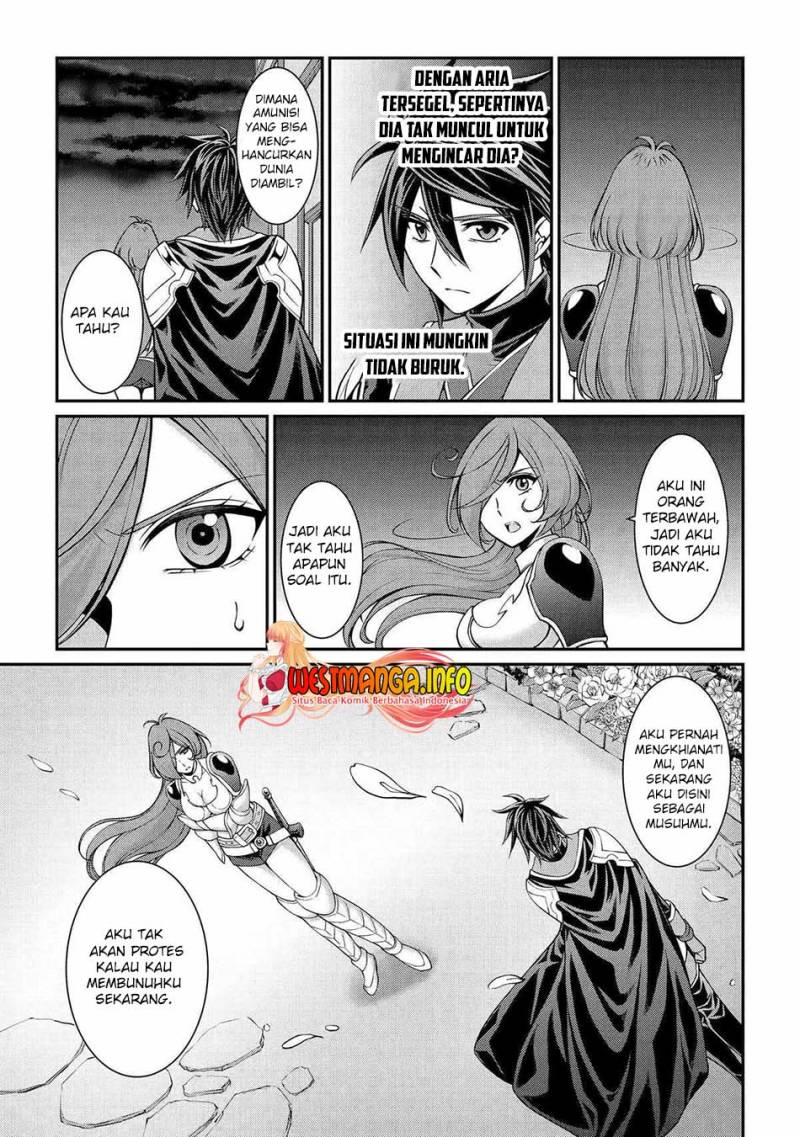 DENGAN ARIA
TERSEGEL, SEPERTINYA
DIA TAK MUNCUL UNTUK
MENGINCAR DIA?
SITUASI INI MUNGKIN
TIDAK BURUK.
DIMANA
AMUNISI
YANG BISA
MENG-
HANCURKAN
DUNIA
DIAMBIL?
APA KAU
TAHU?
AKU INI
ORANG
TERBAWAH,
JADI AKU
TIDAK TAHU
BANYAK.
JADI AKU
TAK TAHU
APAPUN
SOAL ITU.
WESTMANGA.INFO
Situs Baca Komik Berbahasa Indonesia
AKU PERNAH
MENGKHIANATI
MU, DAN
SEKARANG
AKU DISINI
SEBAGAI
MUSUHMU.
AKU TAK
AKAN PROTES
KALAU KAU
MEMBUNUHKU
SEKARANG.